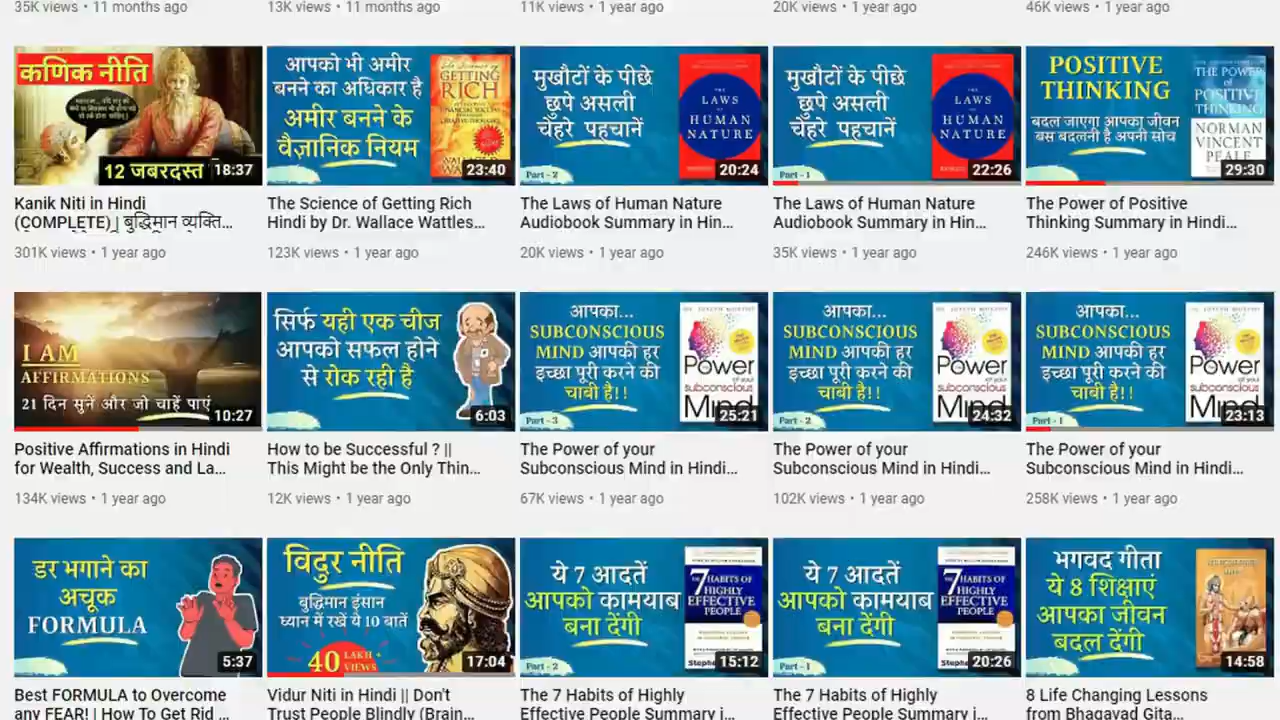 35K views • 11 months ago
13K views • 11 months ago
11K views • 1 year ago
20K views • 1 year ago
46K views • 1 year ago
कणिक नीति
12 जबरदस्त
18:37
Kanik Niti in Hindi
(COMPLETE) | बुद्धिमान व्यक्ति...
301K views • 1 year ago
आपको भी अमीर
बनने का अधिकार है
अमीर बनने के
वैज्ञानिक नियम
The Science of
GETTING
RICH
23:40
The Science of Getting Rich
Hindi by Dr. Wallace Wattles...
123K views • 1 year ago
मुखौटों के पीछे
छुपे असली
चेहरे पहचानें
Part - 2
THE
LAWS
OF
HUMAN
NATURE
20:24
The Laws of Human Nature
Audiobook Summary in Hin...
20K views • 1 year ago
मुखौटों के पीछे
छुपे असली
चेहरे पहचानें
Part - 1
THE
LAWS
OF
HUMAN
NATURE
22:26
The Laws of Human Nature
Audiobook Summary in Hin...
35K views • 1 year ago
POSITIVE
THINKING
बदल जाएगा आपका जीवन
बस बदलनी है अपनी सोच
THE POWER
of
POSITIVE
THINKING
NORMAN
VINCENT
PEALE
29:30
The Power of Positive
Thinking Summary in Hindi...
246K views • 1 year ago
I AM
AFFIRMATIONS
21 दिन सुनें और जो चाहें पाएं
10:27
Positive Affirmations in Hindi
for Wealth, Success and La...
134K views • 1 year ago
सिर्फ यही एक चीज
आपको सफल होने
से रोक रही है
6:03
How to be Successful ? ||
This Might be the Only Thin...
12K views • 1 year ago
आपका...
SUBCONSCIOUS
MIND आपकी हर
इच्छा पूरी करने की
चाबी है!!
Part - 3
DR. JOSEPH MURPHY
Power
of your
subconscious
Mind
25:21
The Power of your
Subconscious Mind in Hindi...
67K views • 1 year ago
आपका...
SUBCONSCIOUS
MIND आपकी हर
इच्छा पूरी करने की
चाबी है!!
Part - 2
DR. JOSEPH MURPHY
Power
of your
subconscious
Mind
24:32
The Power of your
Subconscious Mind in Hindi...
102K views • 1 year ago
आपका...
SUBCONSCIOUS
MIND आपकी हर
इच्छा पूरी करने की
चाबी है!!
Part - 1
DR. JOSEPH MURPHY
Power
of your
subconscious
Mind
23:13
The Power of your
Subconscious Mind in Hindi...
258K views • 1 year ago
डर भगाने का
अचूक
FORMULA
5:37
Best FORMULA to Overcome
any FEAR! | How To Get Rid ...
विदुर नीति
बुद्धिमान इंसान
ध्यान में रखें ये 10 बातें
40 LAKH +
VIEWS
17:04
Vidur Niti in Hindi || Don't
Trust People Blindly (Brain...
ये 7 आदतें
आपको कामयाब
बना देंगी
Part - 2
THE 7 HABITS OF
HIGHLY
EFFECTIVE
PEOPLE
15:12
The 7 Habits of Highly
Effective People Summary i...
ये 7 आदतें
आपको कामयाब
बना देंगी
Part - 1
THE 7 HABITS OF
HIGHLY
EFFECTIVE
PEOPLE
20:26
The 7 Habits of Highly
Effective People Summary i...
भगवद गीता
ये 8 शिक्षाएं
आपका जीवन
बदल देंगी
14:58
8 Life Changing Lessons
from Bhagavad Gita...